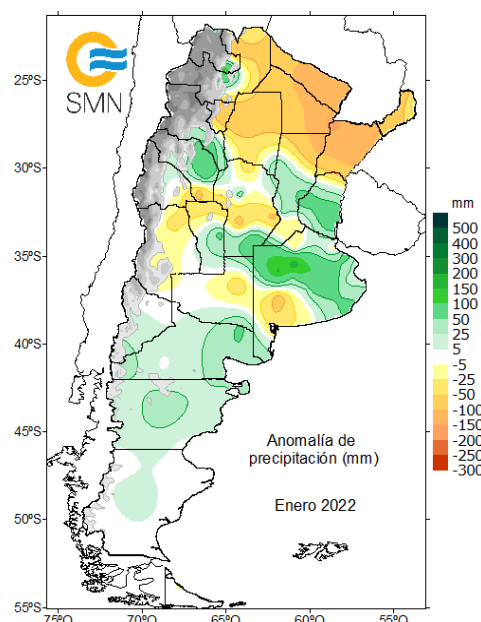 SMN
25°S
30°S
35°S
40°S
45°S
50°S
55°S
75°O
70°O
65°O
60°O
55°O
mm
500
400
300
200
150
100
50
25
5
-5
-25
-50
-100
-150
-200
-250
-300
Anomalía de
precipitación (mm)
Enero 2022